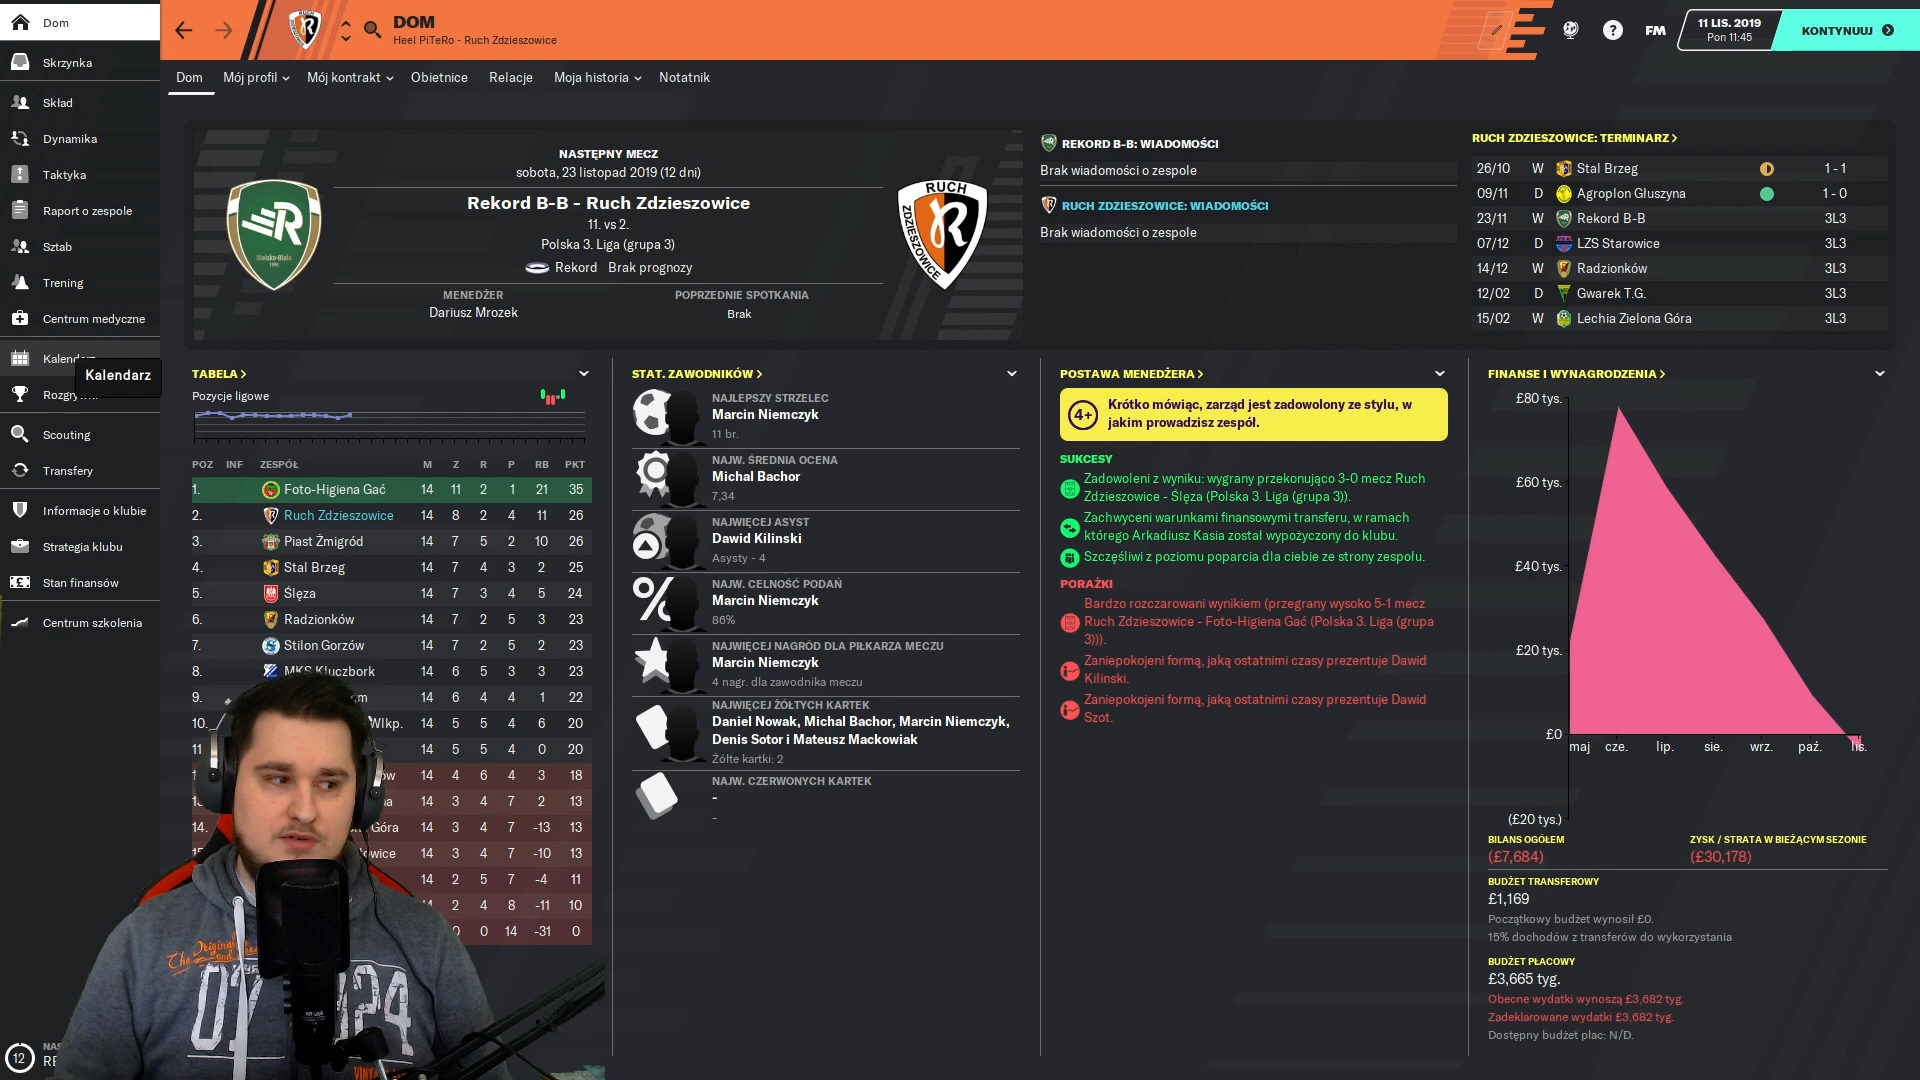 Dom
Skrzynka
Skład
Dynamika
Taktyka
Raport o zespole
Sztab
Trening
Centrum medyczne
Kalendarz
Scouting
Transfery
Informacje o klubie
Strategia klubu
Stan finansów
Centrum szkolenia
12
DOM
Heel PiTeRo - Ruch Zdzieszowice
FM
11 LIS. 2019
Pon 11:45
KONTYNUUJ
Dom Mój profil Mój kontrakt Obietnice Relacje Moja historia Notatnik
NASTĘPNY MECZ
sobota, 23 listopad 2019 (12 dni)
Rekord B-B - Ruch Zdzieszowice
11. vs 2.
Polska 3. Liga (grupa 3)
Rekord Brak prognozy
MENEDŻER
Dariusz Mrozek
POPRZEDNIE SPOTKANIA
Brak
Bielsko-Biała
RUCH
ZDZIESZOWICE
REKORD B-B: WIADOMOŚCI
Brak wiadomości o zespole
RUCH ZDZIESZOWICE: WIADOMOŚCI
Brak wiadomości o zespole
RUCH ZDZIESZOWICE: TERMINARZ
26/10 W Stal Brzeg 1 - 1
09/11 D Agroplon Głuszyna 1 - 0
23/11 W Rekord B-B 3L3
07/12 D LZS Starowice 3L3
14/12 W Radzionków 3L3
12/02 D Gwarek T.G. 3L3
15/02 W Lechia Zielona Góra 3L3
TABELA
Pozycje ligowe
POZ INF ZESPÓŁ M Z R P RB PKT
1. Foto-Higiena Gać 14 11 2 1 21 35
2. Ruch Zdzieszowice 14 8 2 4 11 26
3. Piast Żmigród 14 7 5 2 10 26
4. Stal Brzeg 14 7 4 3 2 25
5. Ślęza 14 7 3 4 5 24
6. Radzionków 14 7 2 5 3 23
7. Stilon Gorzów 14 7 2 5 2 23
8. MKS Kluczbork 14 6 5 3 3 23
9. 14 6 4 4 1 22
10. Wlkp. 14 5 5 4 6 20
11. 14 5 5 4 0 20
14 4 6 4 3 18
14 3 4 7 2 13
14. Góra 14 3 4 7 -13 13
14 3 4 7 -10 13
14 2 5 7 -4 11
2 4 8 -11 10
0 0 14 -31 0
STAT. ZAWODNIKÓW
NAJLEPSZY STRZELEC
Marcin Niemczyk
11 br.
NAJW. ŚREDNIA OCENA
Michal Bachor
7,34
NAJWIĘCEJ ASYST
Dawid Kilinski
Asysty - 4
NAJW. CELNOŚĆ PODAŃ
Marcin Niemczyk
86%
NAJWIĘCEJ NAGRÓD DLA PIŁKARZA MECZU
Marcin Niemczyk
4 nagr. dla zawodnika meczu
NAJWIĘCEJ ŻÓŁTYCH KARTEK
Daniel Nowak, Michal Bachor, Marcin Niemczyk,
Denis Sotor i Mateusz Mackowiak
Żółte kartki: 2
NAJW. CZERWONYCH KARTEK
-
-
POSTAWA MENEDŻERA
4+
Krótko mówiąc, zarząd jest zadowolony ze stylu, w
jakim prowadzisz zespół.
SUKCESY
Zadowoleni z wyniku: wygrany przekonująco 3-0 mecz Ruch
Zdzieszowice - Ślęza (Polska 3. Liga (grupa 3)).
Zachwyceni warunkami finansowymi transferu, w ramach
którego Arkadiusz Kasia został wypożyczony do klubu.
Szczęśliwi z poziomu poparcia dla ciebie ze strony zespołu.
PORAŻKI
Bardzo rozczarowani wynikiem (przegrany wysoko 5-1 mecz
Ruch Zdzieszowice - Foto-Higiena Gać (Polska 3. Liga (grupa
3))).
Zaniepokojeni formą, jaką ostatnimi czasy prezentuje Dawid
Kilinski.
Zaniepokojeni formą, jaką ostatnimi czasy prezentuje Dawid
Szot.
FINANSE I WYNAGRODZENIA
£80 tys.
£60 tys.
£40 tys.
£20 tys.
£0
maj cze. lip. sie. wrz. paź. lis.
(£20 tys.)
BILANS OGÓŁEM
(£7,684)
ZYSK / STRATA W BIEŻĄCYM SEZONIE
(£30,178)
BUDŻET TRANSFEROWY
£1,169
Początkowy budżet wynosił £0.
15% dochodów z transferów do wykorzystania
BUDŻET PŁACOWY
£3,665 tyg.
Obecne wydatki wynoszą £3,682 tyg.
Zadeklarowane wydatki £3,682 tyg.
Dostępny budżet płac: N/D.
The Original